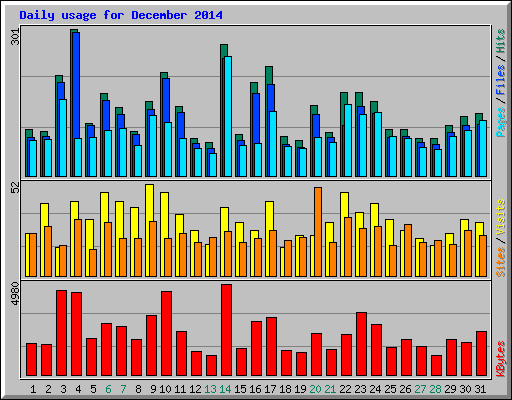 Daily usage for December 2014
301
Pages / Files / Hits
52
Sites / Visits
4980
KBytes
1 2 3 4 5 6 7 8 9 10 11 12 13 14 15 16 17 18 19 20 21 22 23 24 25 26 27 28 29 30 31